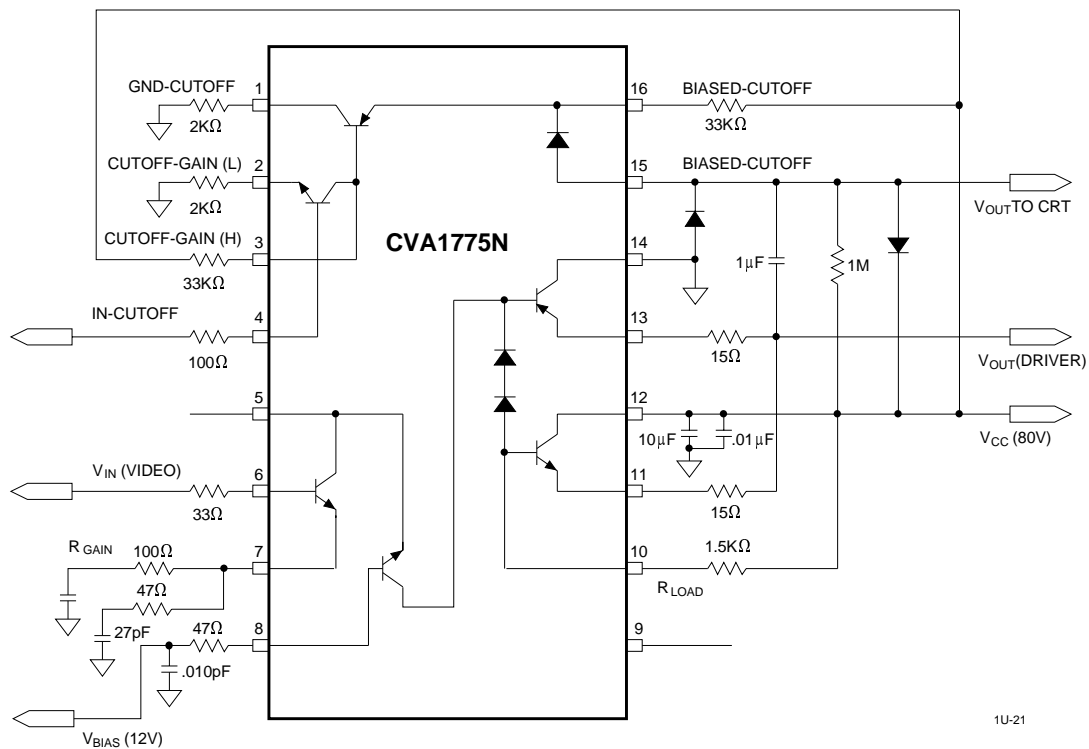 GND-CUTOFF
1
2KΩ
CUTOFF-GAIN (L)
2
2KΩ
CUTOFF-GAIN (H)
3
33KΩ
IN-CUTOFF
4
100Ω
5
V_IN (VIDEO)
6
33Ω
R_GAIN
100Ω
7
47Ω
27pF
47Ω
8
.010pF
V_BIAS (12V)
CVA1775N
16
BIASED-CUTOFF
33KΩ
15
BIASED-CUTOFF
V_OUT TO CRT
14
1μF
1M
13
15Ω
V_OUT (DRIVER)
12
10μF
.01μF
V_CC (80V)
11
15Ω
10
1.5KΩ
R_LOAD
9
1U-21